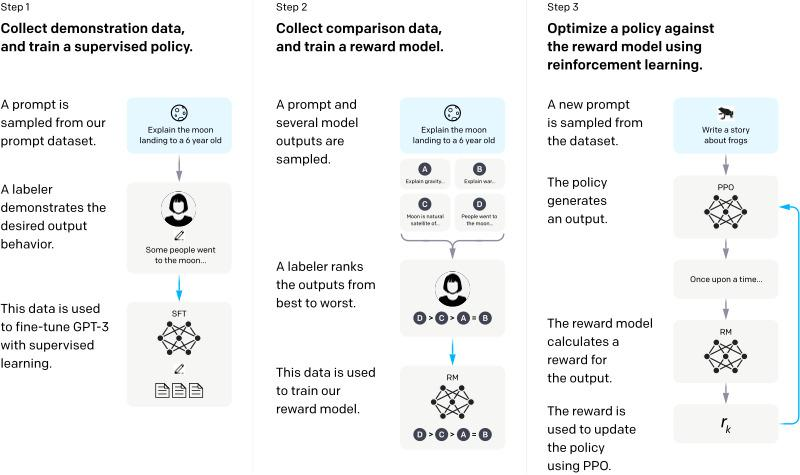 Step 1
Collect demonstration data,
and train a supervised policy.
A prompt is
sampled from our
prompt dataset.
Explain the moon
landing to a 6 year old
A labeler
demonstrates the
desired output
behavior.
Some people went
to the moon...
This data is used
to fine-tune GPT-3
with supervised
learning.
SFT
Step 2
Collect comparison data,
and train a reward model.
A prompt and
several model
outputs are
sampled.
Explain the moon
landing to a 6 year old
A
Explain gravity...
B
Explain war...
C
Moon is natural
satellite of...
D
People went to
the moon...
A labeler ranks
the outputs from
best to worst.
D > C > A = B
This data is used
to train our
reward model.
RM
D > C > A = B
Step 3
Optimize a policy against
the reward model using
reinforcement learning.
A new prompt
is sampled from
the dataset.
Write a story
about frogs
The policy
generates
an output.
PPO
Once upon a time...
The reward model
calculates a
reward for
the output.
RM
The reward is
used to update
the policy
using PPO.
rk